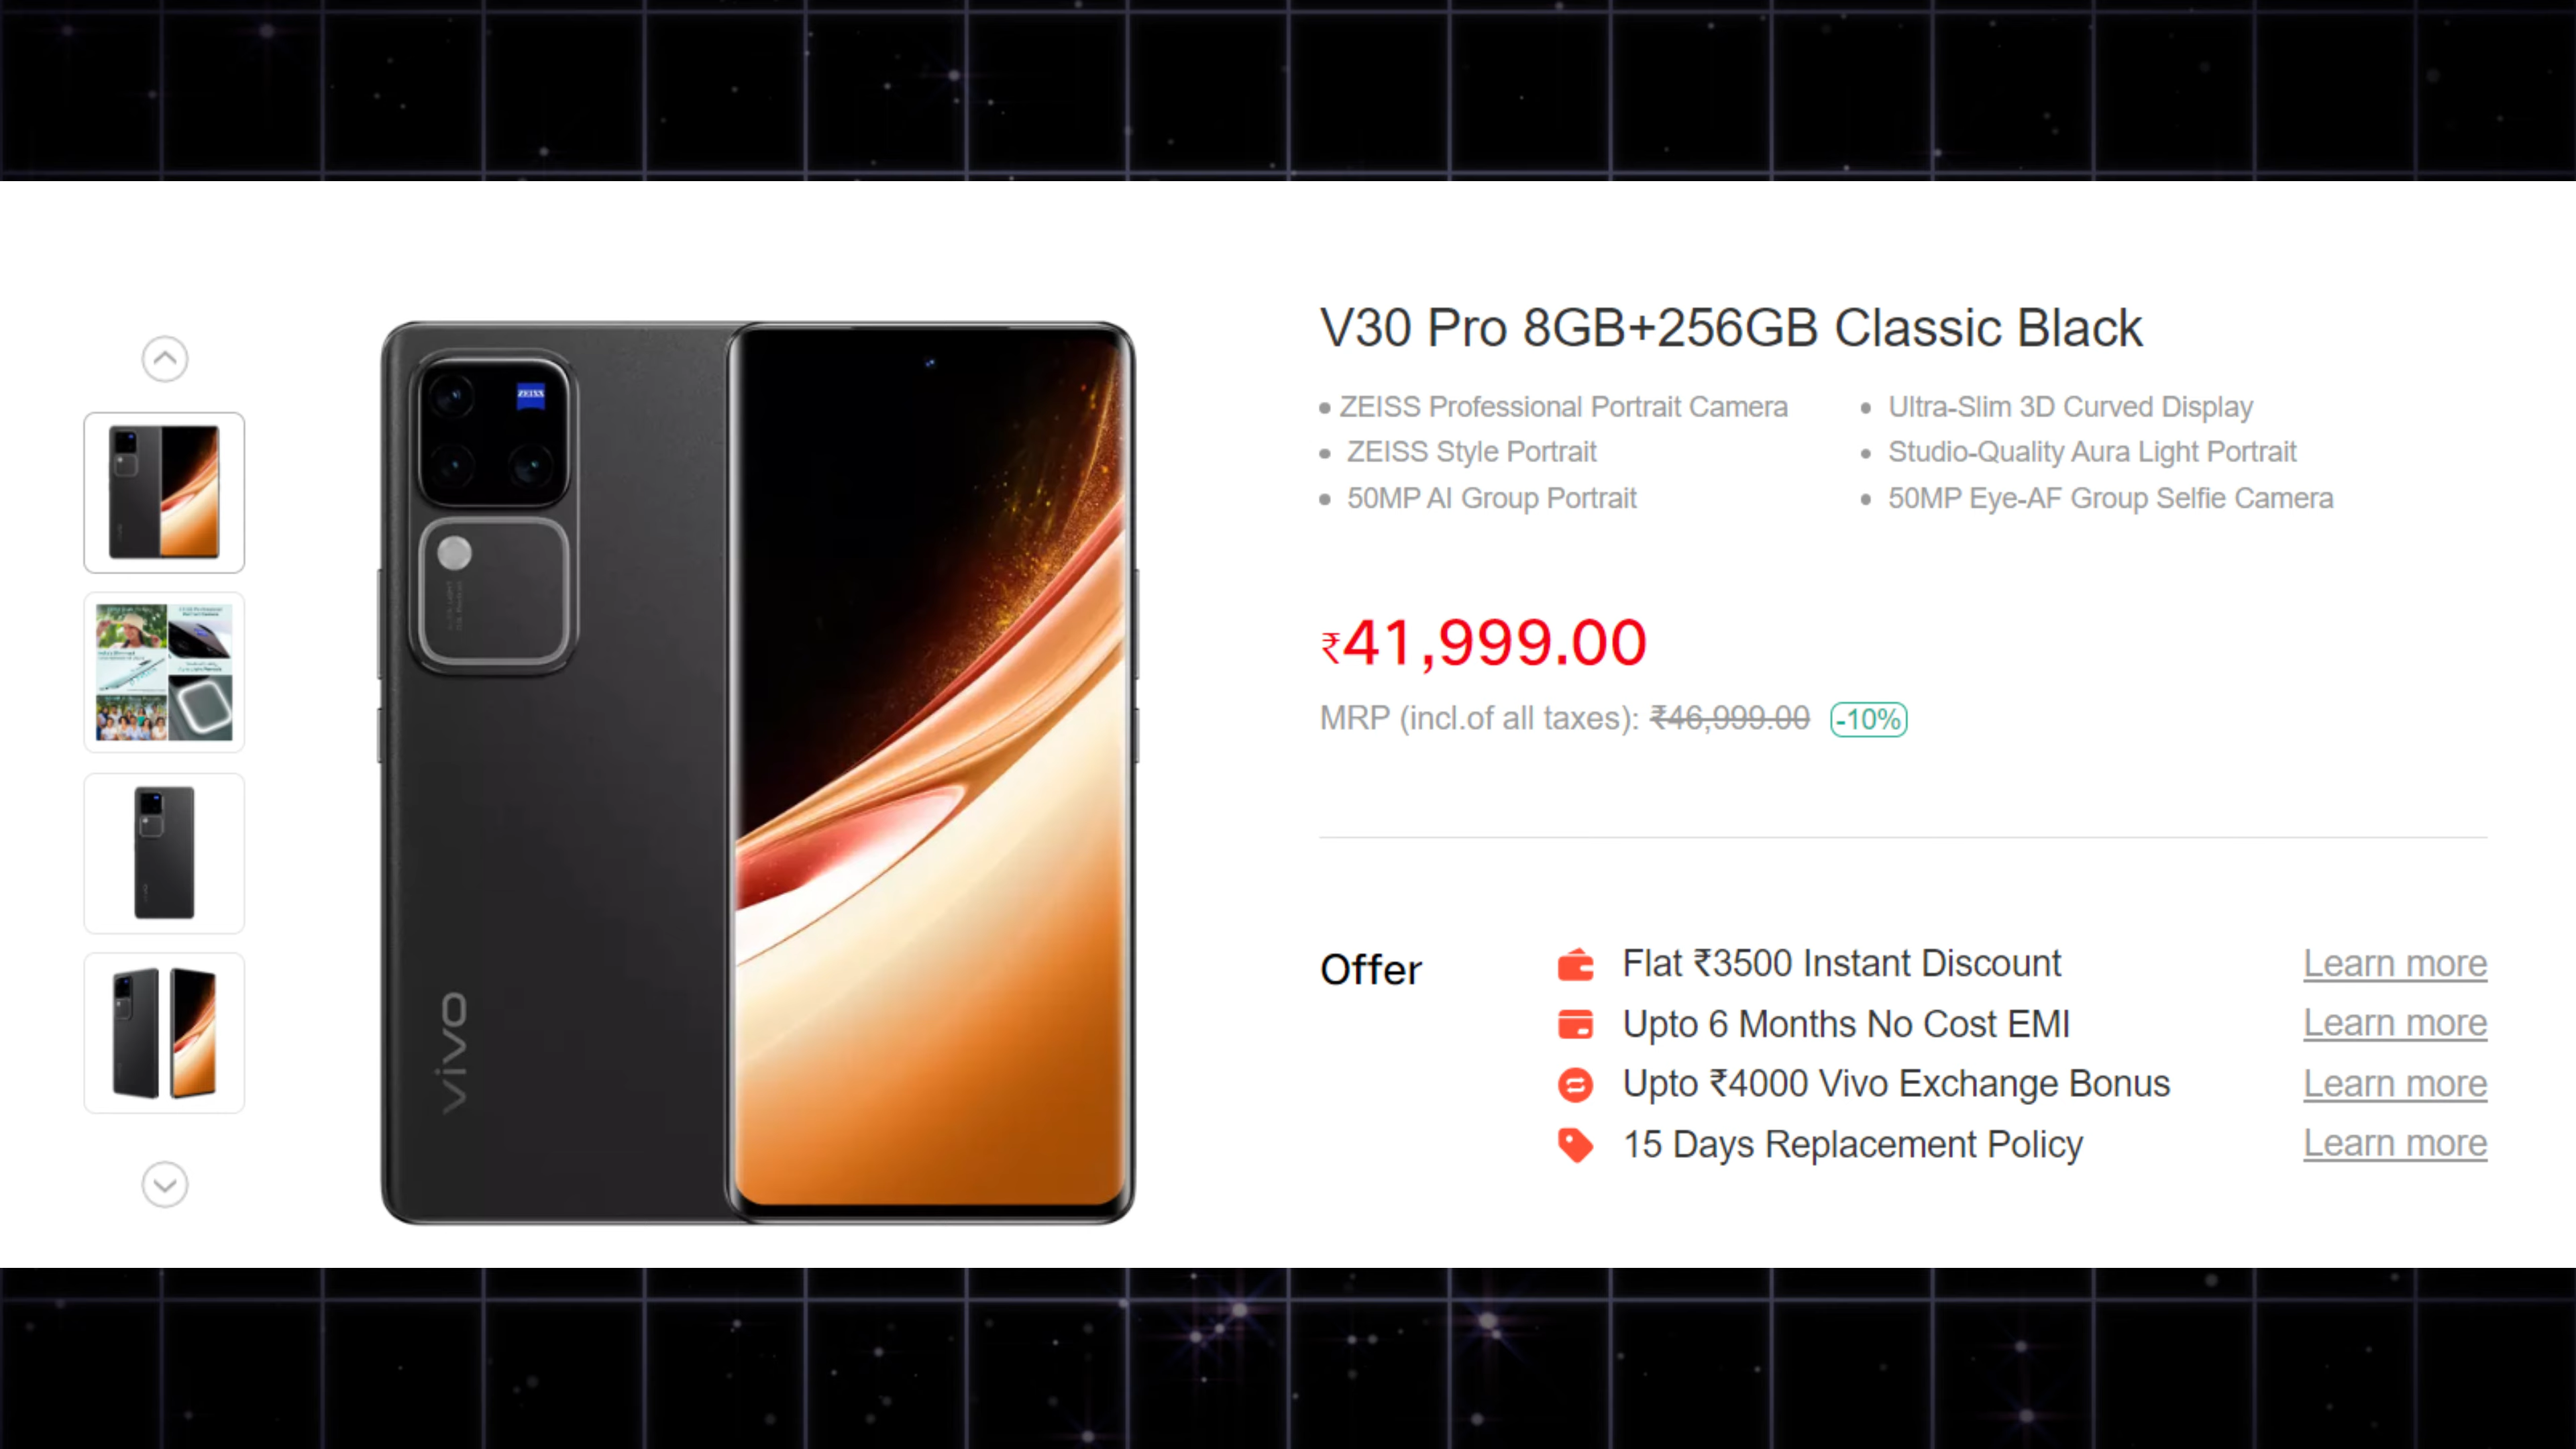 V30 Pro 8GB+256GB Classic Black
ZEISS Professional Portrait Camera
Ultra-Slim 3D Curved Display
ZEISS Style Portrait
Studio-Quality Aura Light Portrait
50MP AI Group Portrait
50MP Eye-AF Group Selfie Camera
₹41,999.00
MRP (incl.of all taxes): ₹46,999.00 -10%
Offer
Flat ₹3500 Instant Discount Learn more
Upto 6 Months No Cost EMI Learn more
Upto ₹4000 Vivo Exchange Bonus Learn more
15 Days Replacement Policy Learn more
ZEISS
vivo